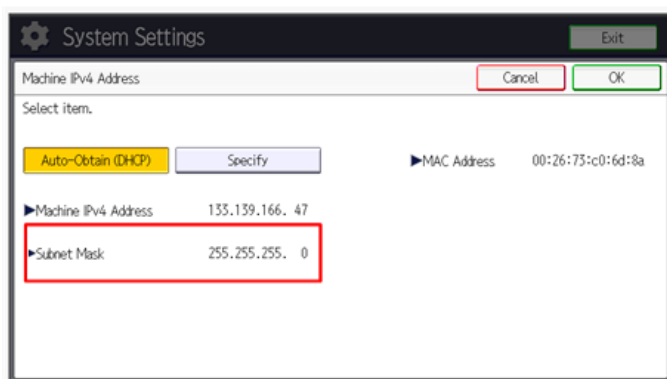 System Settings
Exit
Machine IPv4 Address
Cancel
OK
Select item.
Auto-Obtain (DHCP)
Specify
▶MAC Address 00:26:73:c0:6d:8a
▶Machine IPv4 Address 133.139.166. 47
▶Subnet Mask 255.255.255. 0